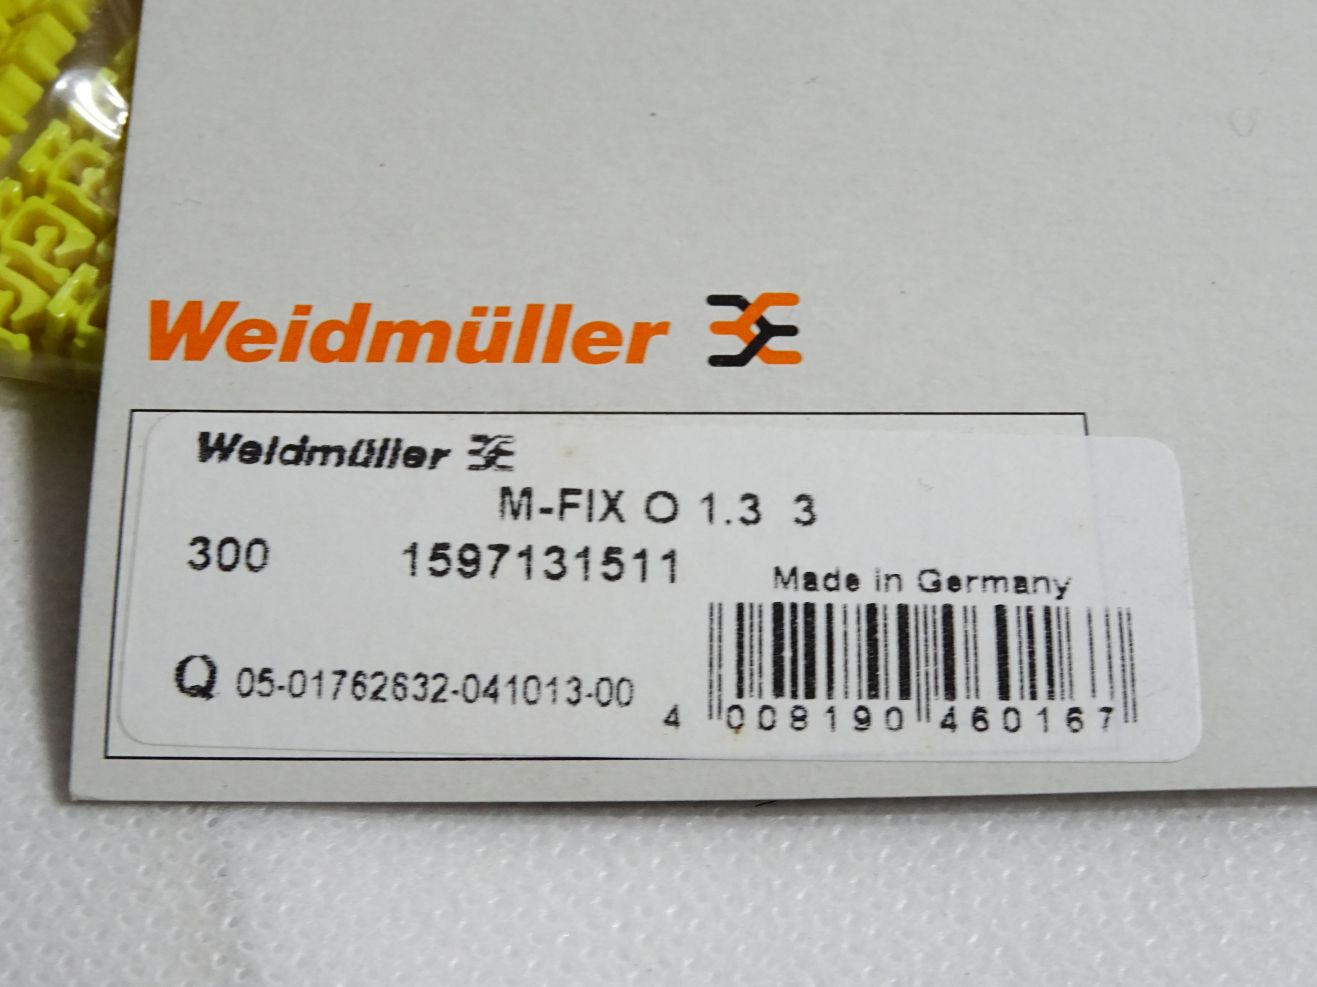 Weidmüller
Weidmüller
M-FIX O 1.3 3
300 1597131511
Made in Germany
Q 05-01762632-041013-00
4 008190 460167